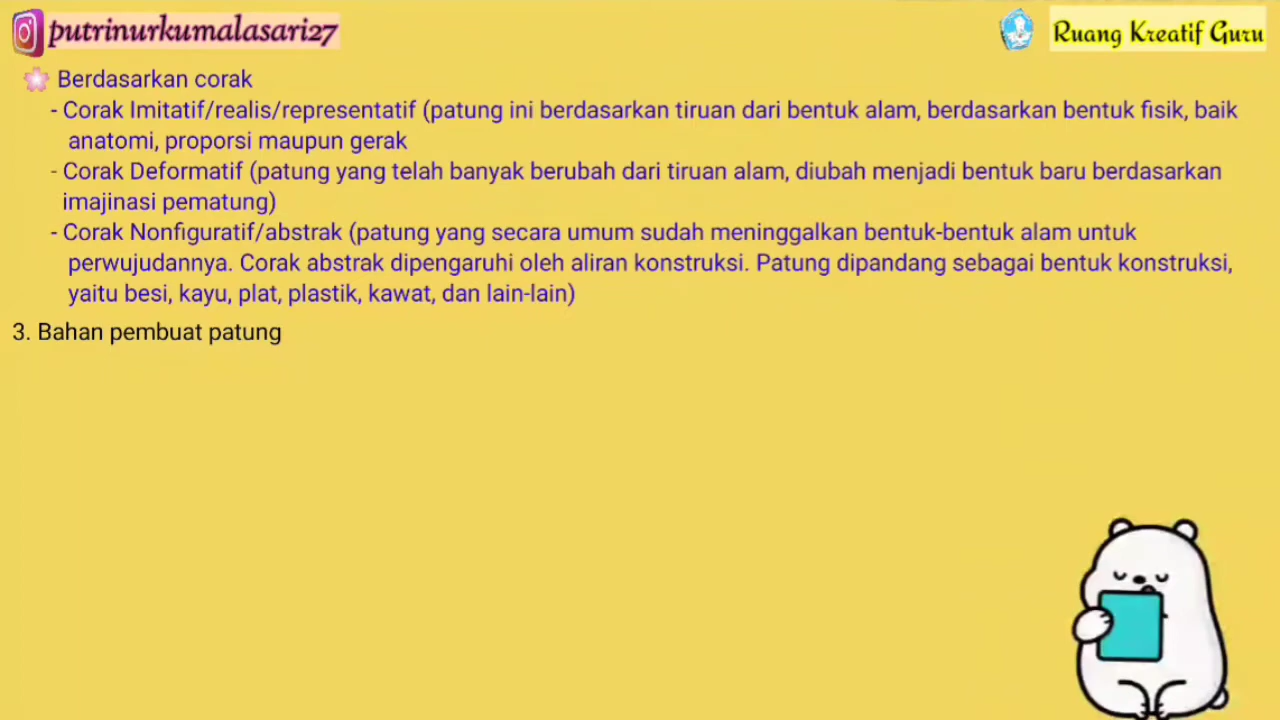 putrinurkumalasari27
Ruang Kreatif Guru
Berdasarkan corak
- Corak Imitatif/realis/representatif (patung ini berdasarkan tiruan dari bentuk alam, berdasarkan bentuk fisik, baik
anatomi, proporsi maupun gerak
- Corak Deformatif (patung yang telah banyak berubah dari tiruan alam, diubah menjadi bentuk baru berdasarkan
imajinasi pematung)
- Corak Nonfiguratif/abstrak (patung yang secara umum sudah meninggalkan bentuk-bentuk alam untuk
perwujudannya. Corak abstrak dipengaruhi oleh aliran konstruksi. Patung dipandang sebagai bentuk konstruksi,
yaitu besi, kayu, plat, plastik, kawat, dan lain-lain)
3. Bahan pembuat patung